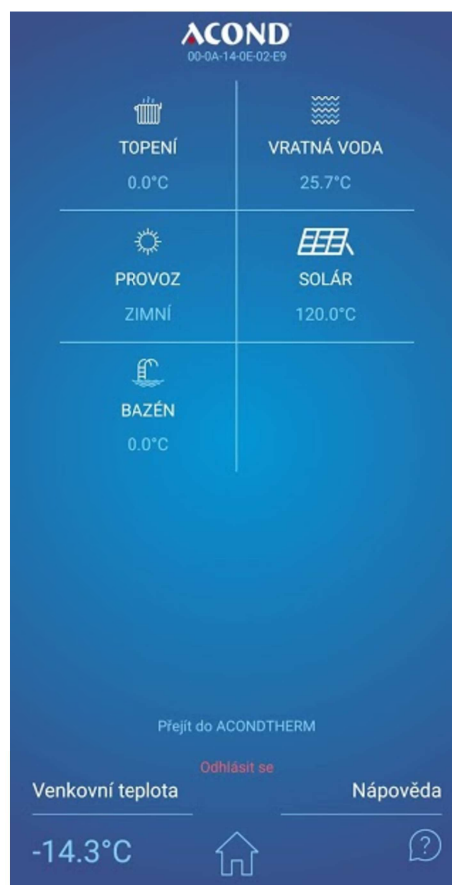 ACOND
00-0A-14-0E-02-E9
TOPENÍ
0.0°C
VRATNÁ VODA
25.7°C
PROVOZ
ZIMNÍ
SOLÁR
120.0°C
BAZÉN
0.0°C
Přejít do ACONDTHERM
Odhlásit se
Venkovní teplota
Nápověda
-14.3°C
?